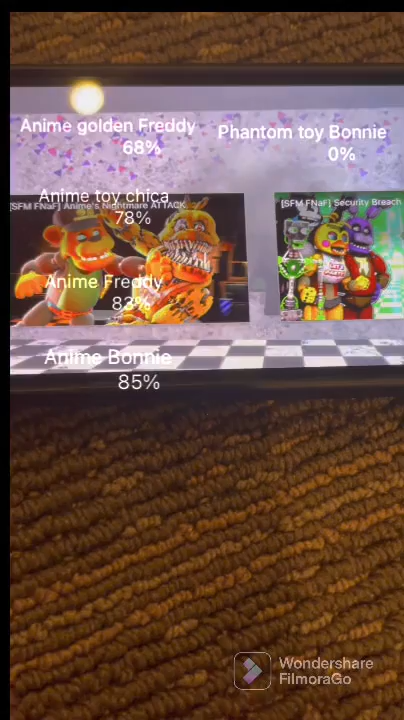 Anime golden Freddy
68%
Phantom toy Bonnie
0%
Anime toy chica
78%
[SFM FNaF] Anime's Nightmare ATTACK
[SFM FNaF] Security Breach
Anime Freddy
83%
Anime Bonnie
85%
Wondershare
FilmoraGo